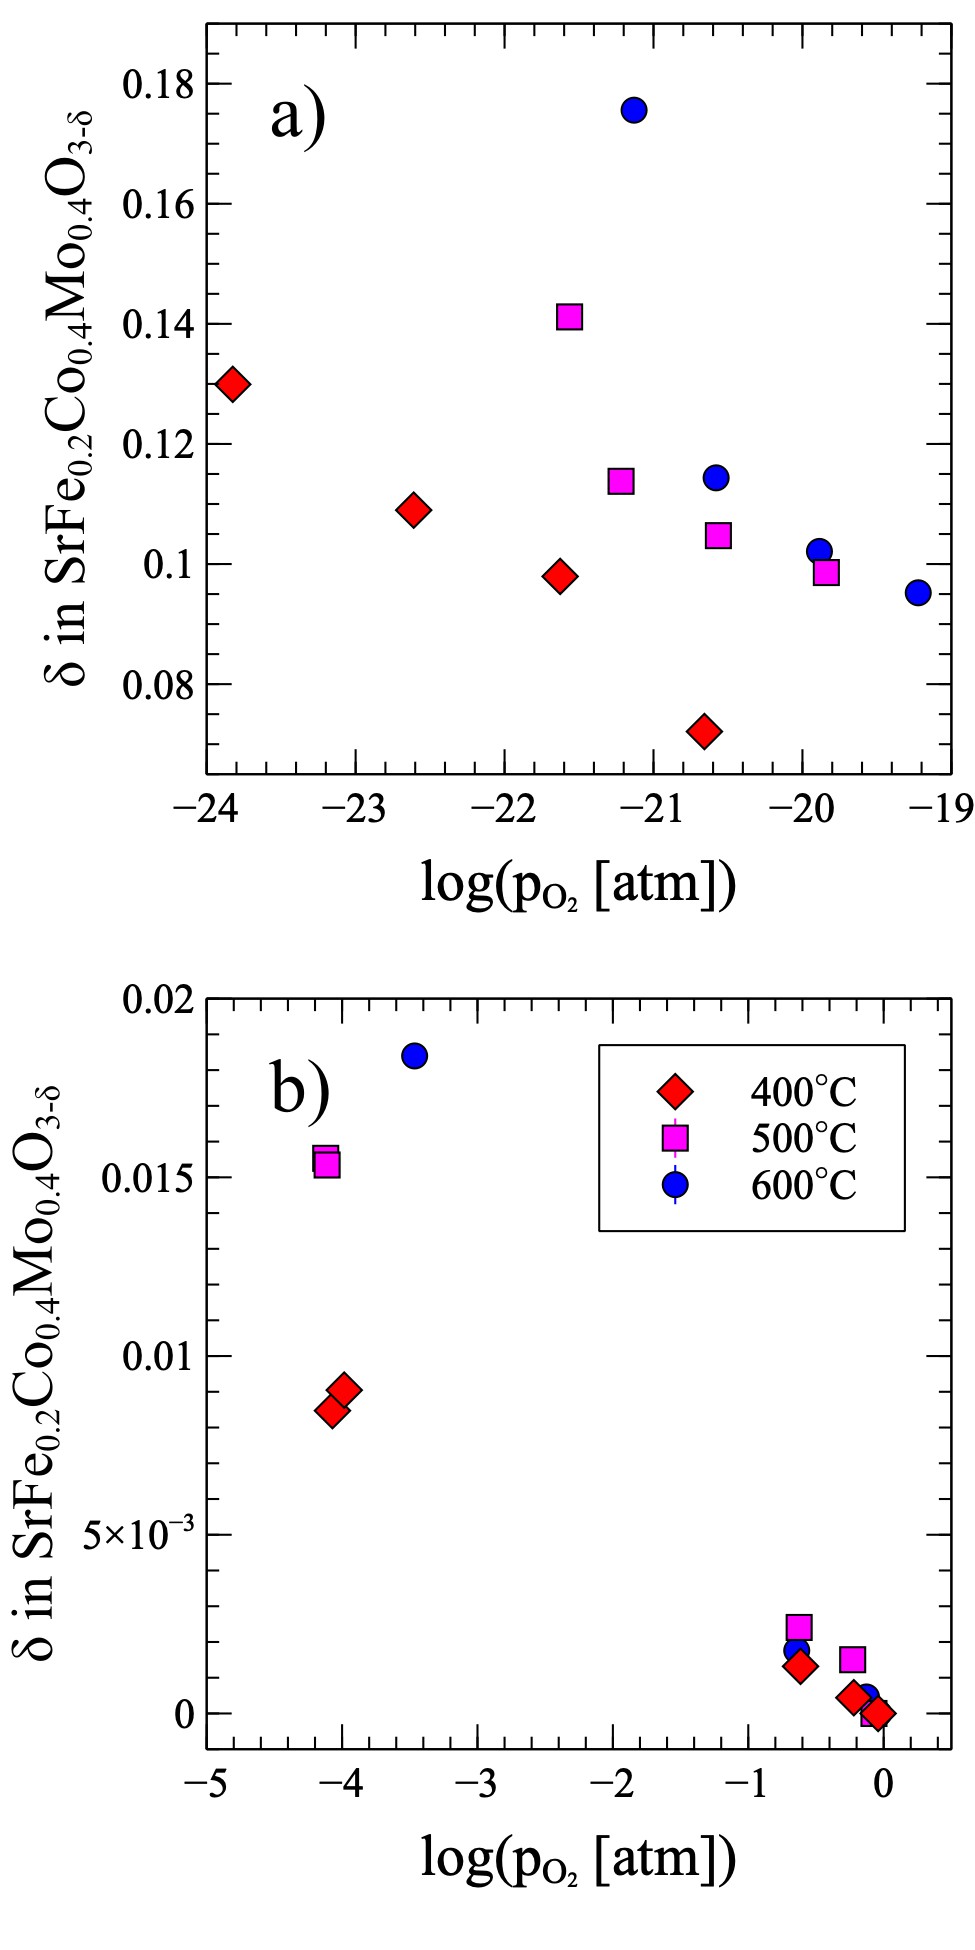 a)
δ in SrFe0.2Co0.4Mo0.4O3-δ
0.18
0.16
0.14
0.12
0.1
0.08
−24 −23 −22 −21 −20 −19
log(pO2 [atm])
b)
δ in SrFe0.2Co0.4Mo0.4O3-δ
0.02
0.015
0.01
5×10−3
0
400°C
500°C
600°C
−5 −4 −3 −2 −1 0
log(pO2 [atm])